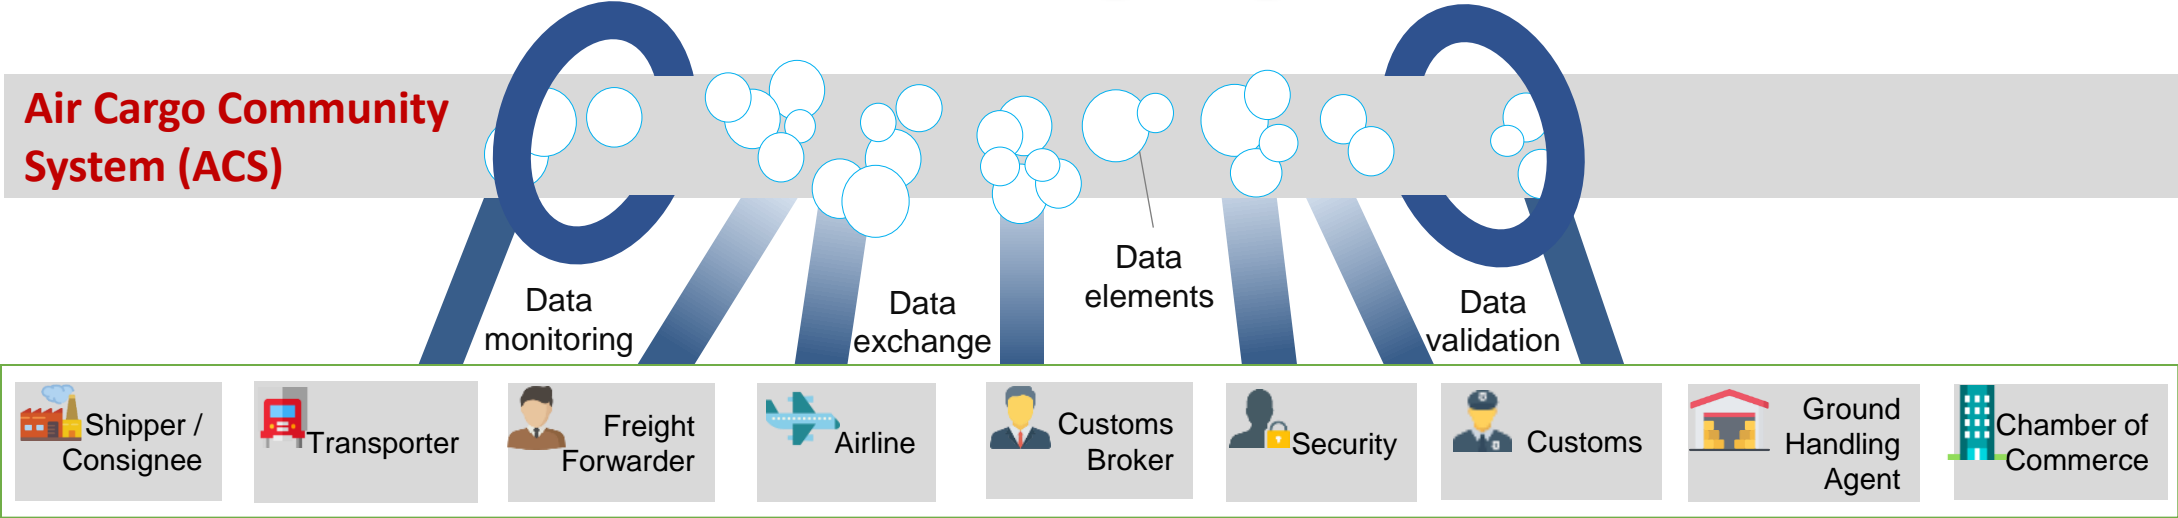 Air Cargo Community
System (ACS)
Data
monitoring
Data
exchange
Data
elements
Data
validation
Shipper /
Consignee
Transporter
Freight
Forwarder
Airline
Customs
Broker
Security
Customs
Ground
Handling
Agent
Chamber of
Commerce